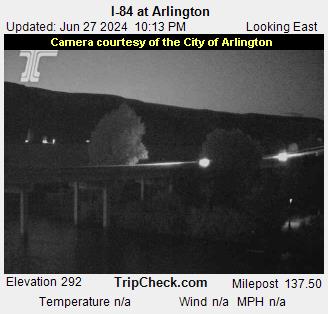 I-84 at Arlington
Updated: Jun 27 2024 10:13 PM Looking East
Camera courtesy of the City of Arlington
Elevation 292 TripCheck.com Milepost 137.50
Temperature n/a Wind n/a MPH n/a